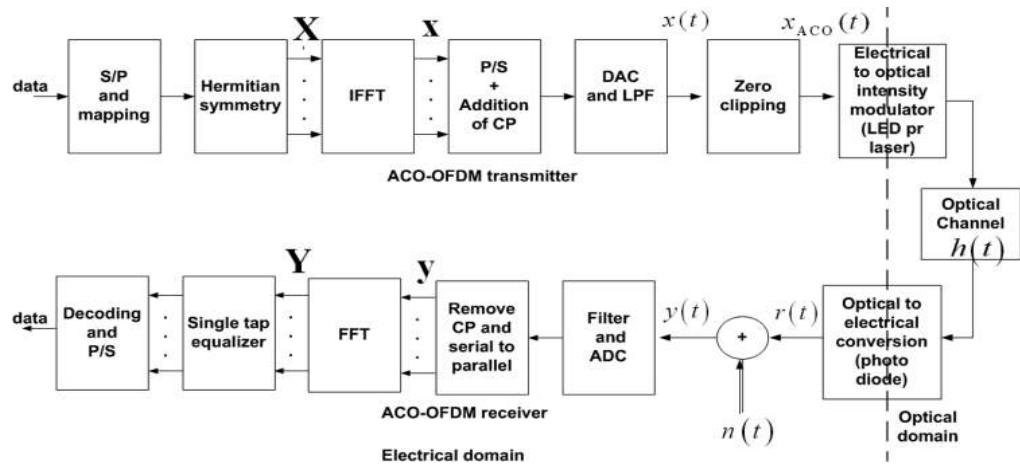 X
x
x(t)
x_ACO(t)
data
S/P
and
mapping
Hermitian
symmetry
IFFT
P/S
+
Addition
of CP
DAC
and LPF
Zero
clipping
Electrical
to optical
intensity
modulator
(LED pr
laser)
ACO-OFDM transmitter
Optical
Channel
h(t)
Y
y
y(t)
r(t)
data
Decoding
and
P/S
Single tap
equalizer
FFT
Remove
CP and
serial to
parallel
Filter
and
ADC
+
Optical to
electrical
conversion
(photo
diode)
n(t)
ACO-OFDM receiver
Electrical domain
Optical
domain